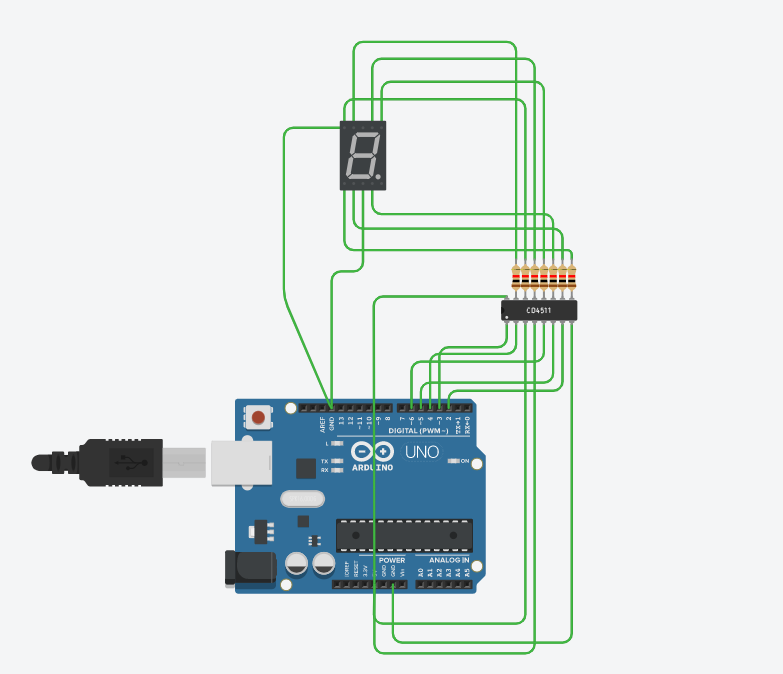 CD4511
AREF
GND
13
12
~11
~10
~9
8
7
~6
~5
4
~3
2
TX→1
RX←0
DIGITAL (PWM~)
L
TX
RX
ARDUINO
UNO
ON
POWER
ANALOG IN
IOREF
RESET
3.3V
GND
GND
Vin
A0
A1
A2
A3
A4
A5